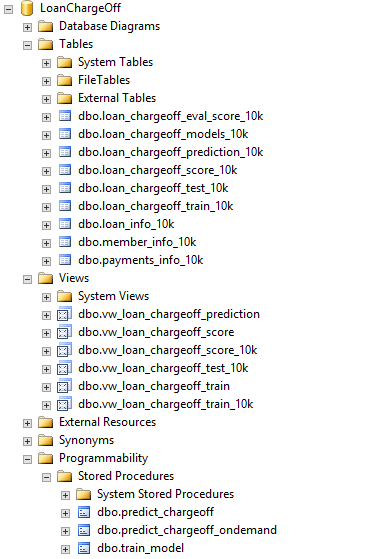 LoanChargeOff
Database Diagrams
Tables
System Tables
FileTables
External Tables
dbo.loan_chargeoff_eval_score_10k
dbo.loan_chargeoff_models_10k
dbo.loan_chargeoff_prediction_10k
dbo.loan_chargeoff_score_10k
dbo.loan_chargeoff_test_10k
dbo.loan_chargeoff_train_10k
dbo.loan_info_10k
dbo.member_info_10k
dbo.payments_info_10k
Views
System Views
dbo.vw_loan_chargeoff_prediction
dbo.vw_loan_chargeoff_score
dbo.vw_loan_chargeoff_score_10k
dbo.vw_loan_chargeoff_test_10k
dbo.vw_loan_chargeoff_train
dbo.vw_loan_chargeoff_train_10k
External Resources
Synonyms
Programmability
Stored Procedures
System Stored Procedures
dbo.predict_chargeoff
dbo.predict_chargeoff_ondemand
dbo.train_model